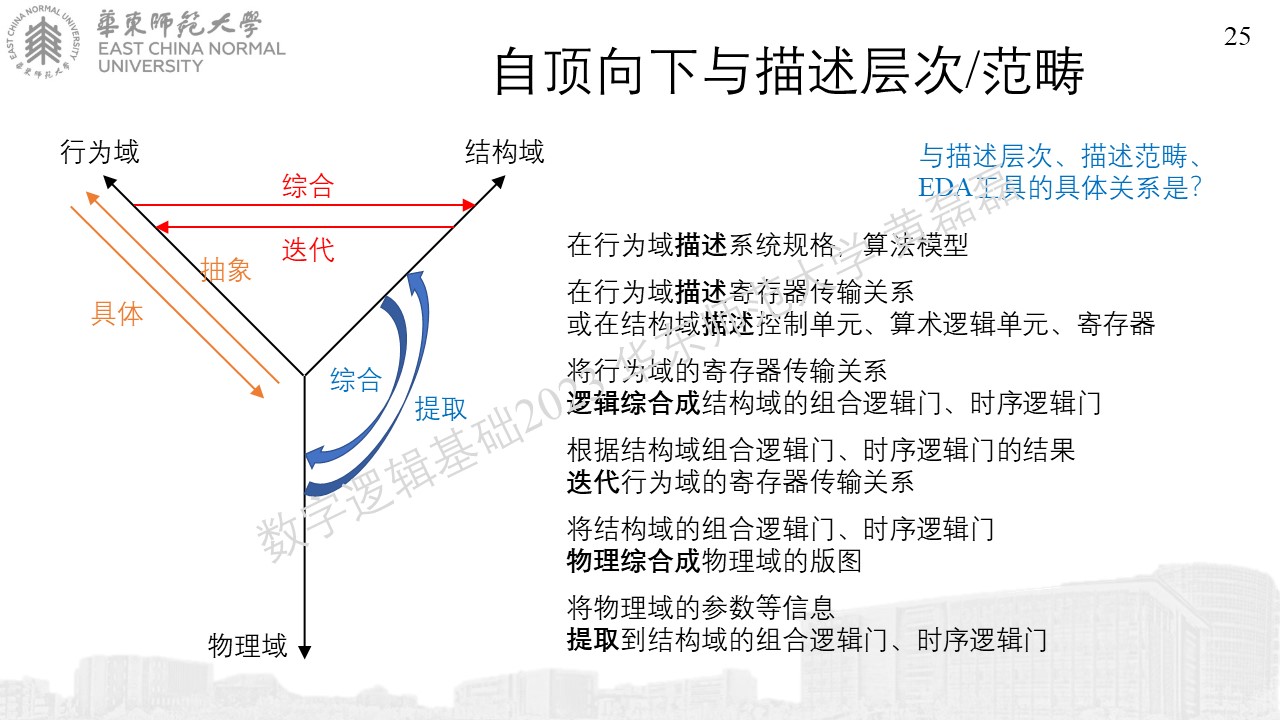 華東師范大學
EAST CHINA NORMAL
UNIVERSITY
EAST CHINA NORMAL UNIVERSITY
華東师范大学
25
自顶向下与描述层次/范畴
行为域
结构域
综合
迭代
抽象
具体
综合
提取
物理域
与描述层次、描述范畴、
EDA工具的具体关系是?
在行为域描述系统规格、算法模型
在行为域描述寄存器传输关系
或在结构域描述控制单元、算术逻辑单元、寄存器
将行为域的寄存器传输关系
逻辑综合成结构域的组合逻辑门、时序逻辑门
根据结构域组合逻辑门、时序逻辑门的结果
迭代行为域的寄存器传输关系
将结构域的组合逻辑门、时序逻辑门
物理综合成物理域的版图
将物理域的参数等信息
提取到结构域的组合逻辑门、时序逻辑门
数字逻辑基础2023 华东师范大学 黄磊磊